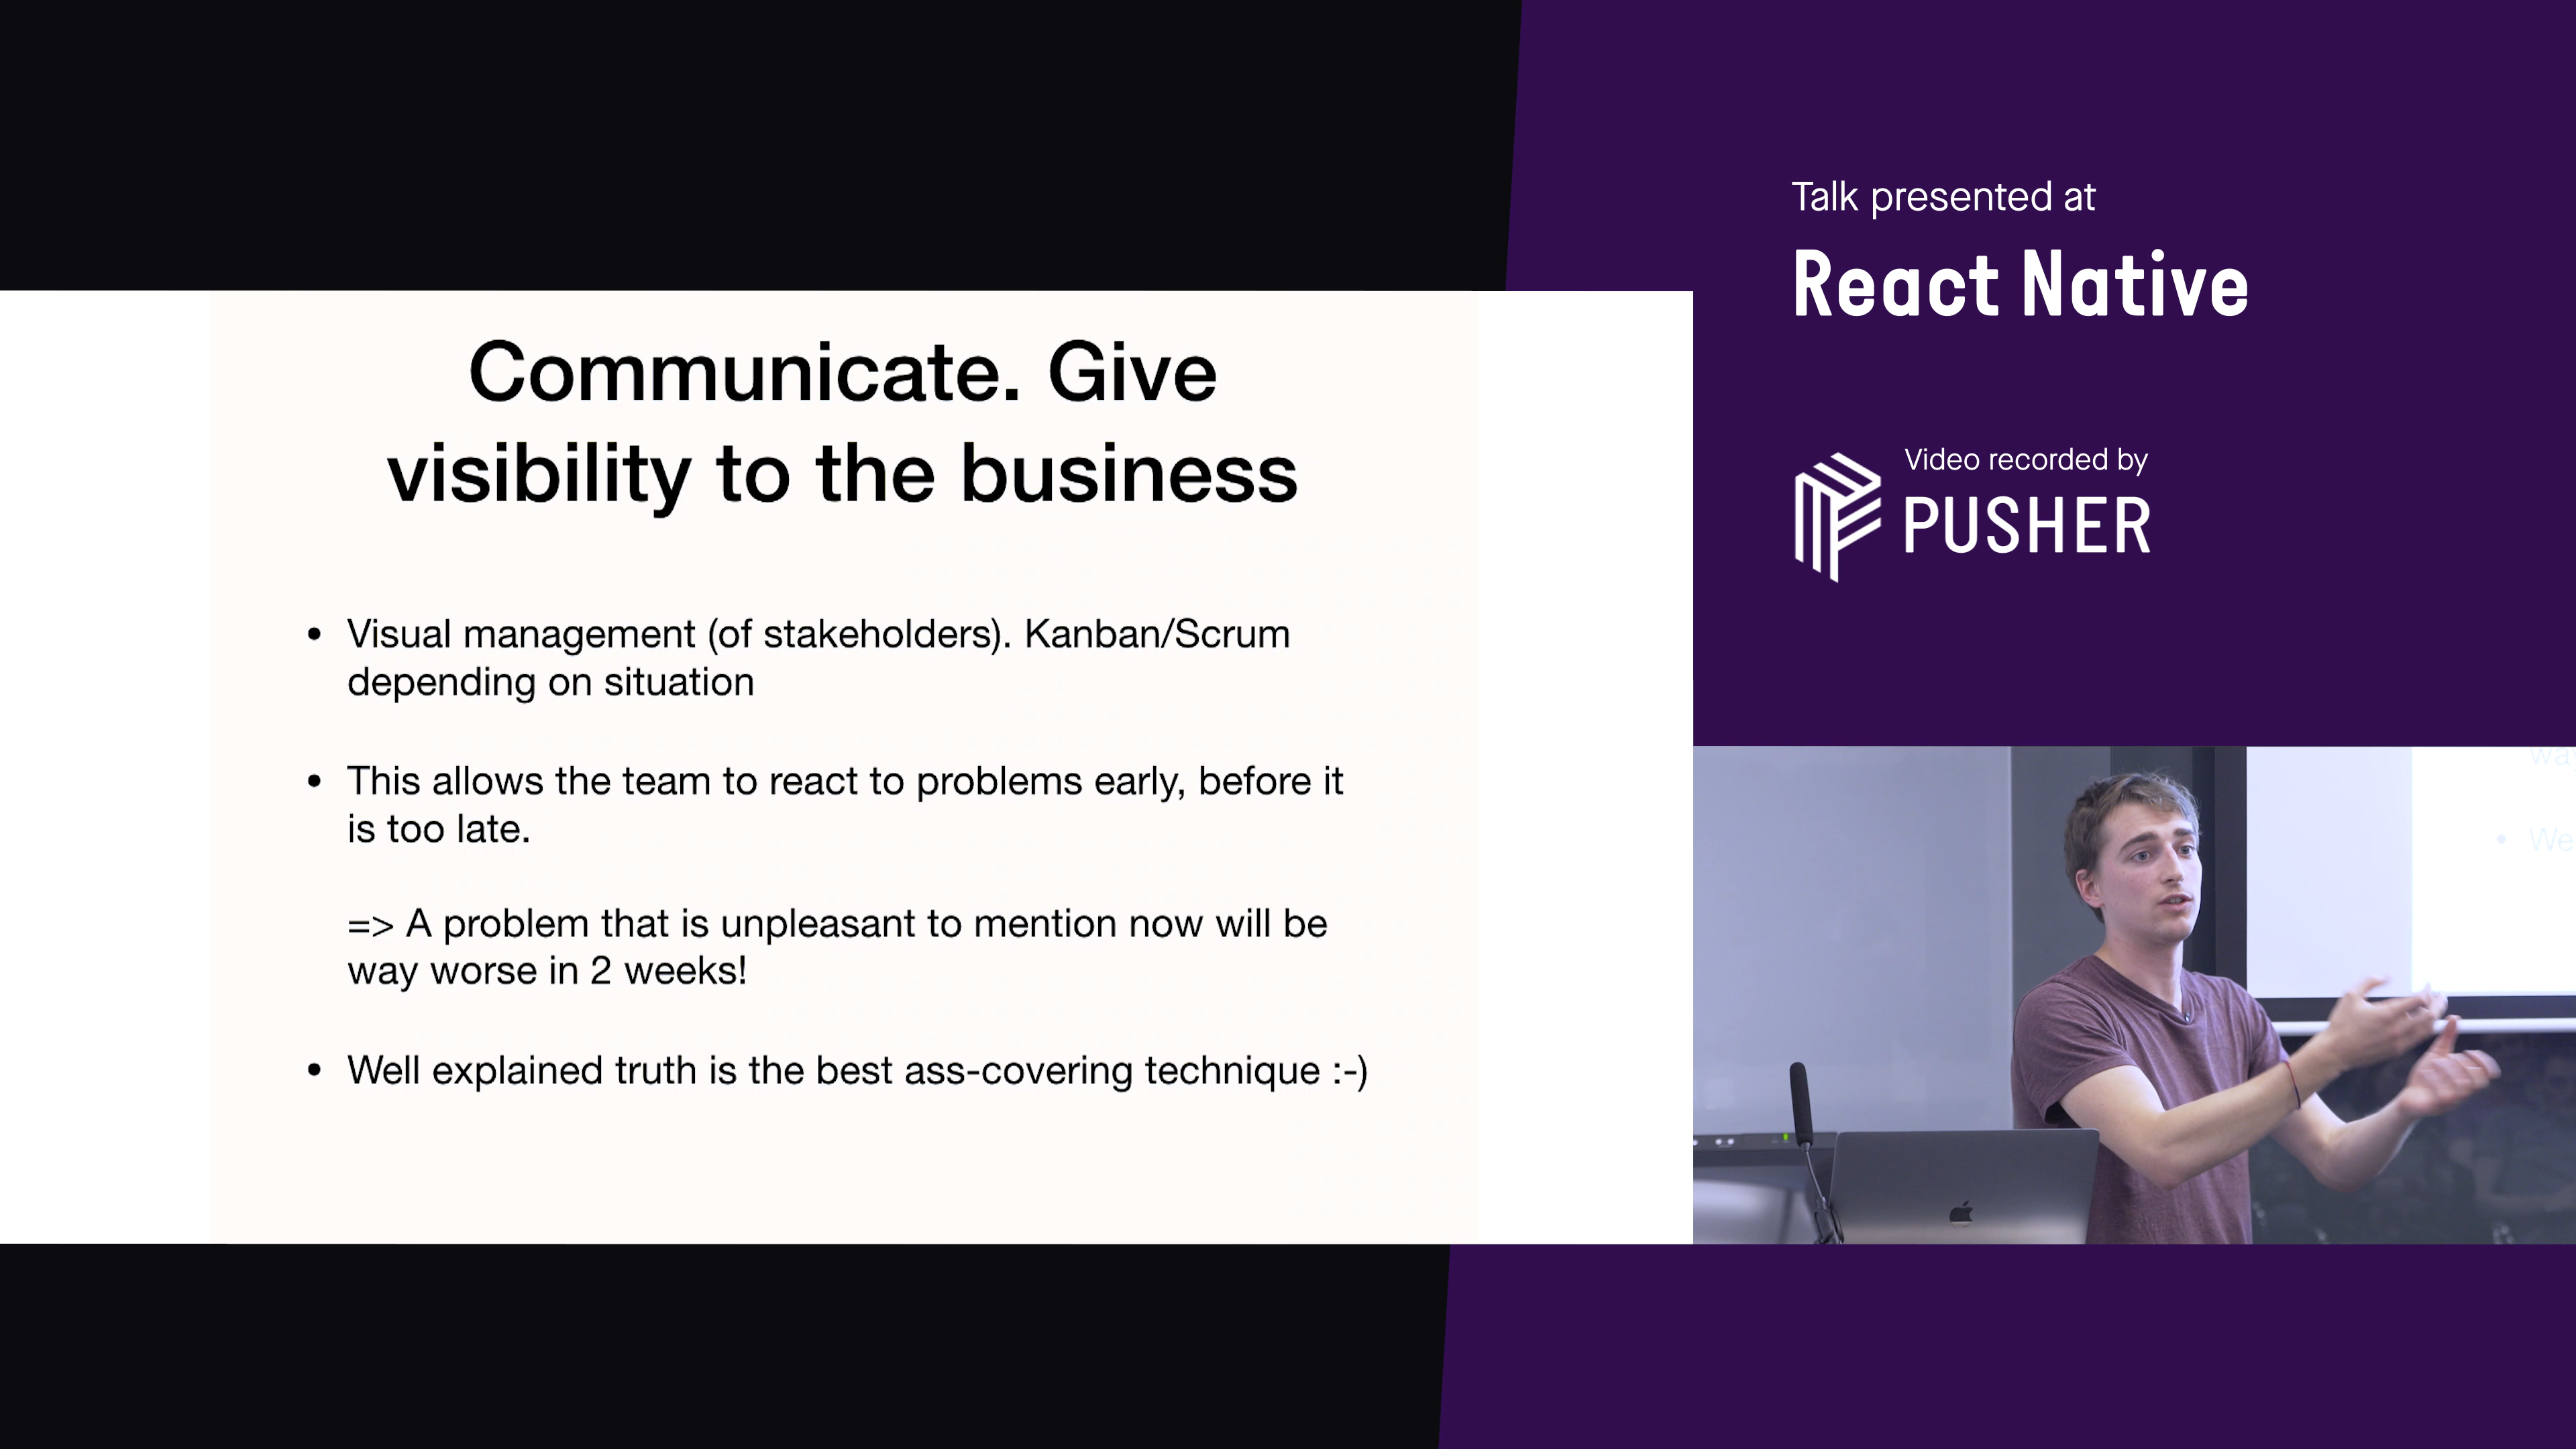 Communicate. Give
visibility to the business
• Visual management (of stakeholders). Kanban/Scrum
depending on situation
• This allows the team to react to problems early, before it
is too late.
=> A problem that is unpleasant to mention now will be
way worse in 2 weeks!
• Well explained truth is the best ass-covering technique :-)
Talk presented at
React Native
Video recorded by
PUSHER
way
• We